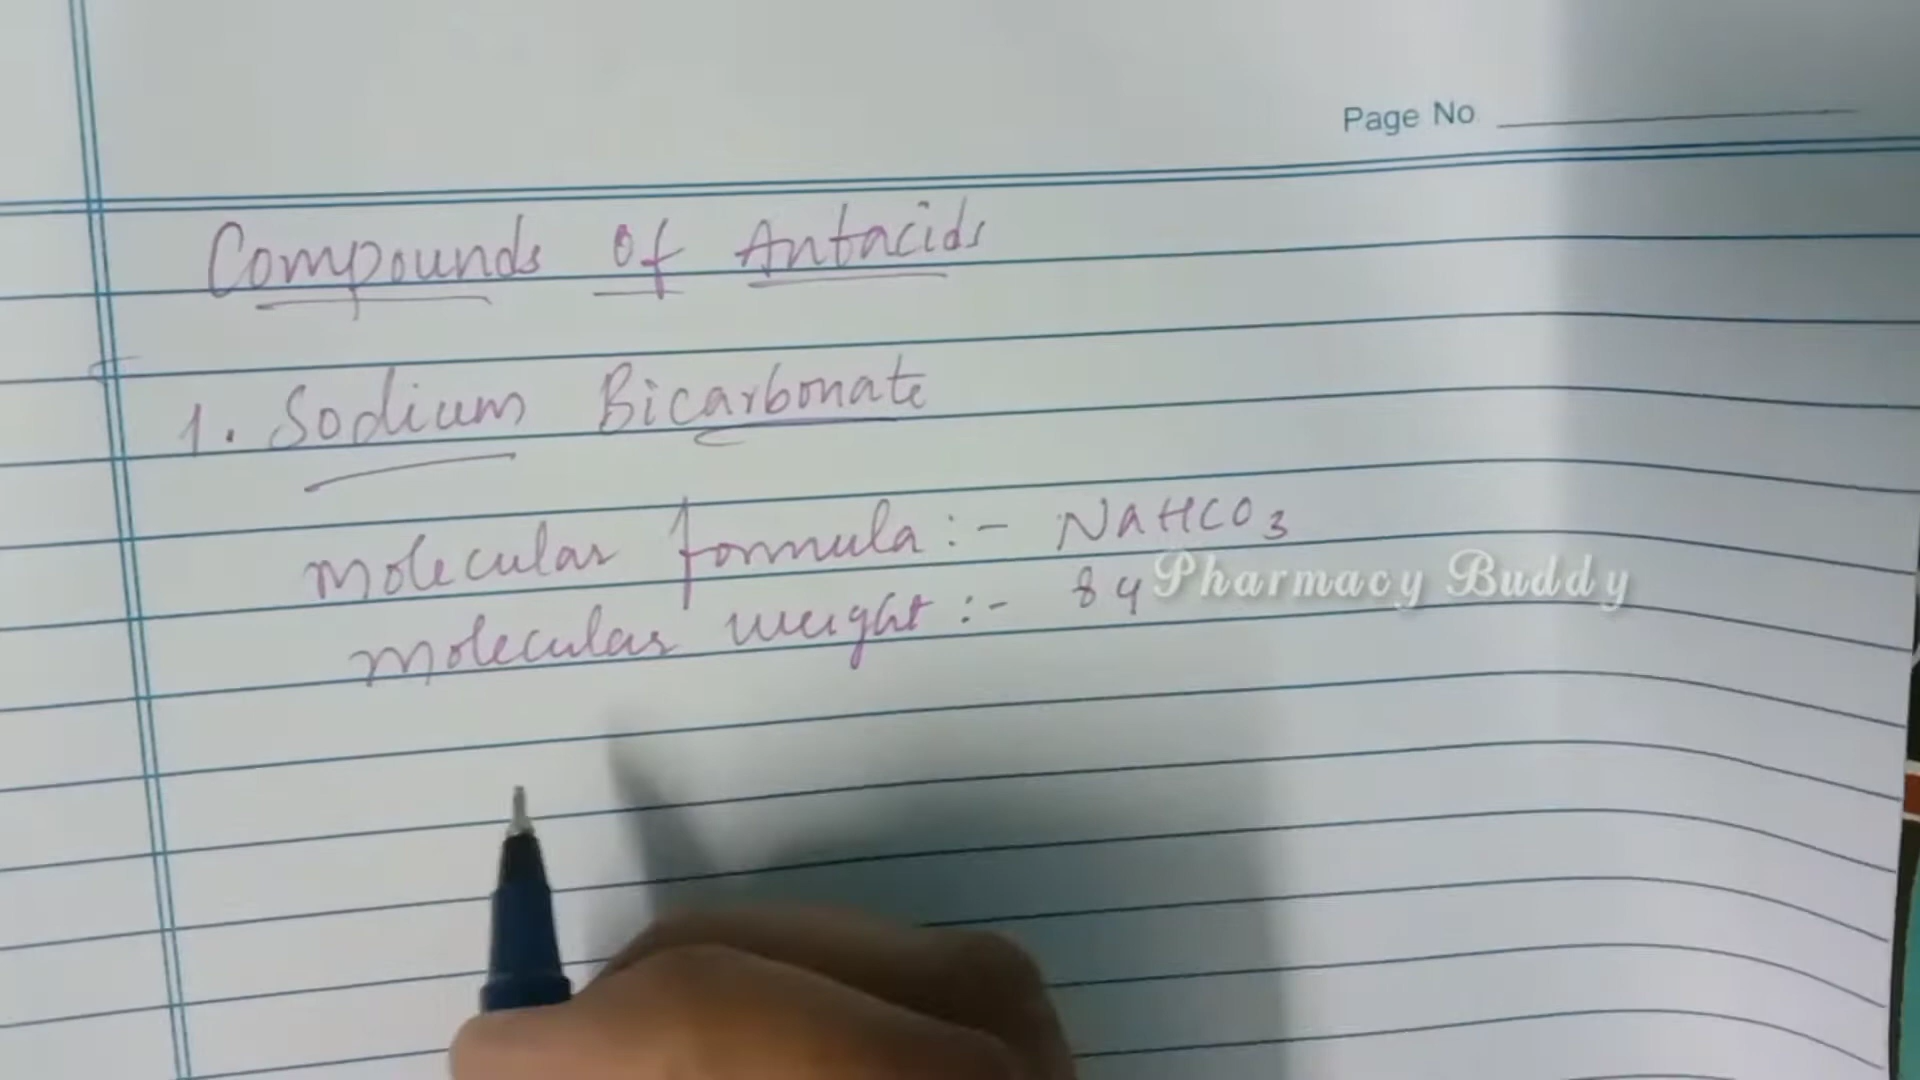 Page No
Compounds Of Antacids
1. Sodium Bicarbonate
Molecular formula :- NaHCO₃
Pharmacy Buddy
Molecular weight :- 84